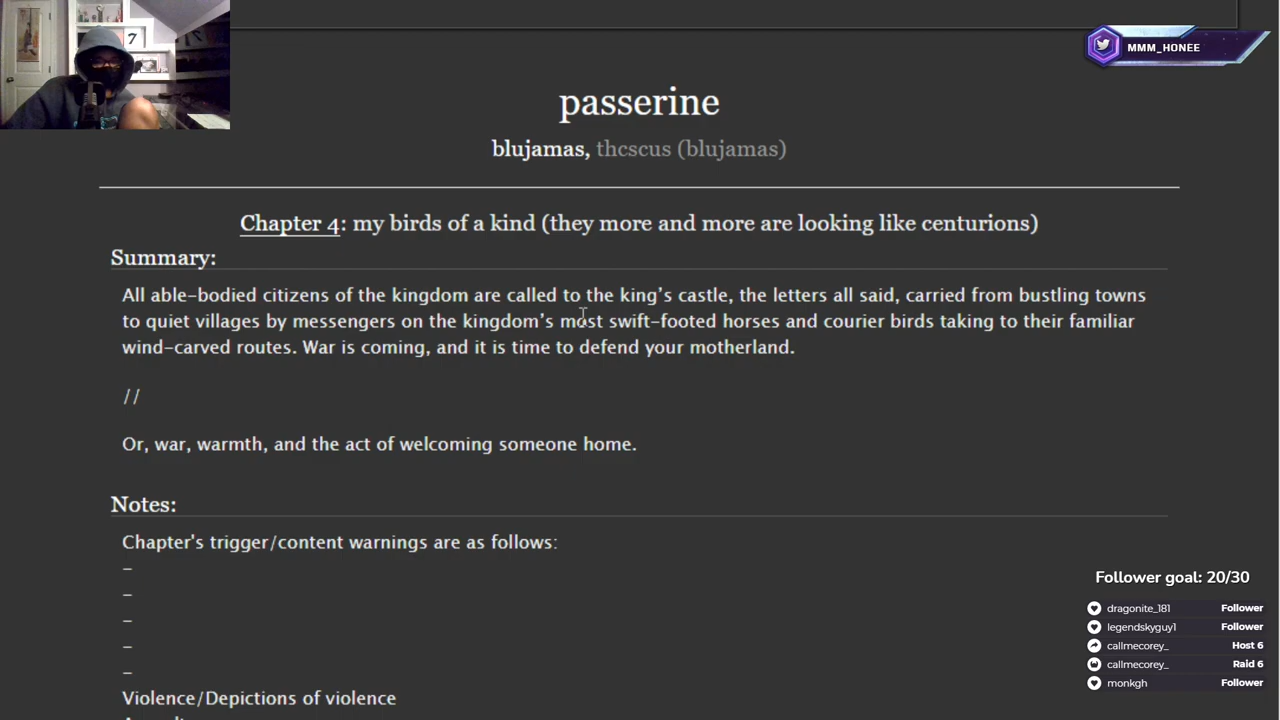 7
MMM_HONEE
passerine
blujamas, thcscus (blujamas)
Chapter 4: my birds of a kind (they more and more are looking like centurions)
Summary:
All able-bodied citizens of the kingdom are called to the king’s castle, the letters all said, carried from bustling towns
to quiet villages by messengers on the kingdom’s most swift-footed horses and courier birds taking to their familiar
wind-carved routes. War is coming, and it is time to defend your motherland.
//
Or, war, warmth, and the act of welcoming someone home.
Notes:
Chapter's trigger/content warnings are as follows:
–
–
–
–
–
Violence/Depictions of violence
Follower goal: 20/30
dragonite_181 Follower
legendskyguy1 Follower
callmecorey_ Host 6
callmecorey_ Raid 6
monkgh Follower